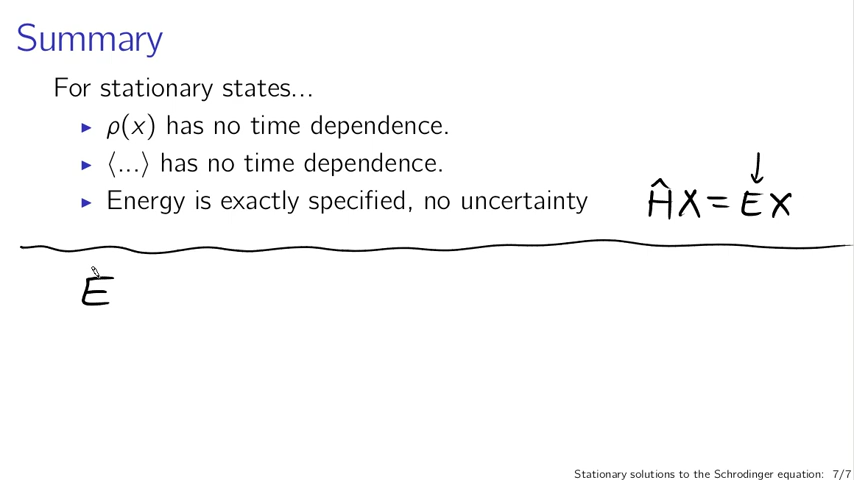 Summary
For stationary states...
▸ ρ(x) has no time dependence.
▸ ⟨...⟩ has no time dependence.
▸ Energy is exactly specified, no uncertainty
↓
ĤX = EX
E
Stationary solutions to the Schrodinger equation: 7/7